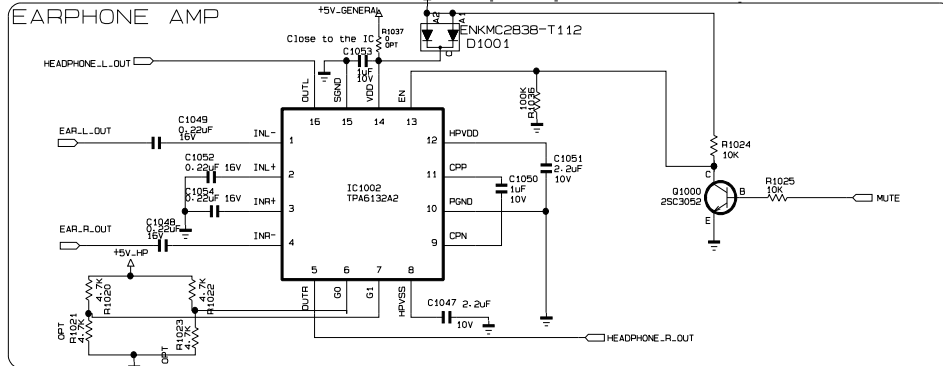 EARPHONE AMP
+5V_GENERAL
A2
A1
C
ENKMC2838-T112
D1001
R1037
0
OPT
Close to the IC
C1053
1uF
10V
HEADPHONE_L_OUT
OUTL
SGND
VDD
EN
16
15
14
13
100K
R1036
EAR_L_OUT
C1049
0.22uF
16V
INL-
1
C1052
0.22uF 16V
INL+
2
C1054
0.22uF 16V
INR+
3
C1048
0.22uF
16V
EAR_R_OUT
INR-
4
IC1002
TPA6132A2
12
HPVDD
11
CPP
10
PGND
9
CPN
C1050
1uF
10V
C1051
2.2uF
10V
R1024
10K
C
Q1000
2SC3052
B
E
R1025
10K
MUTE
5
6
7
8
OUTR
G0
G1
HPVSS
+5V_HP
4.7K
R1020
4.7K
R1022
OPT
R1021
4.7K
OPT
R1023
4.7K
C1047 2.2uF
10V
HEADPHONE_R_OUT